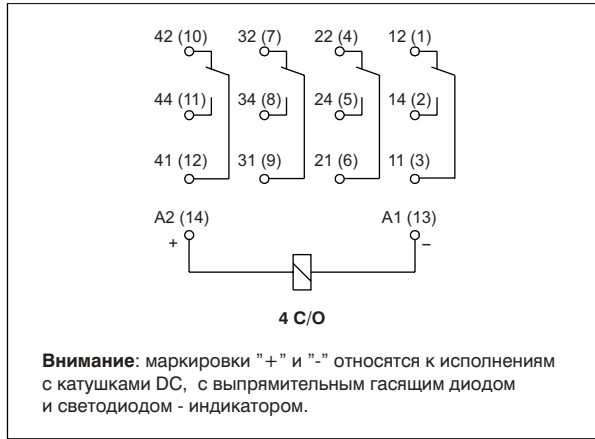 42 (10) 32 (7) 22 (4) 12 (1)
44 (11) 34 (8) 24 (5) 14 (2)
41 (12) 31 (9) 21 (6) 11 (3)
A2 (14) A1 (13)
+ –
4 C/O
Внимание: маркировки "+" и "-" относятся к исполнениям
с катушками DC, с выпрямительным гасящим диодом
и светодиодом - индикатором.